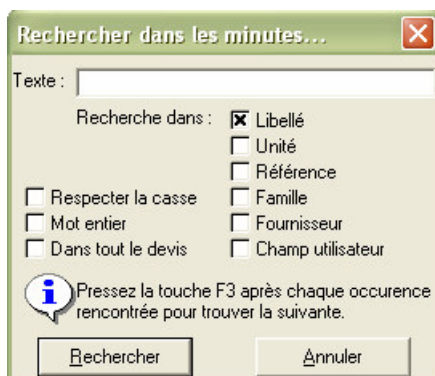 Rechercher dans les minutes...
Texte :
Recherche dans : Libellé
Unité
Référence
Respecter la casse Famille
Mot entier Fournisseur
Dans tout le devis Champ utilisateur
Pressez la touche F3 après chaque occurence
rencontrée pour trouver la suivante.
Rechercher Annuler